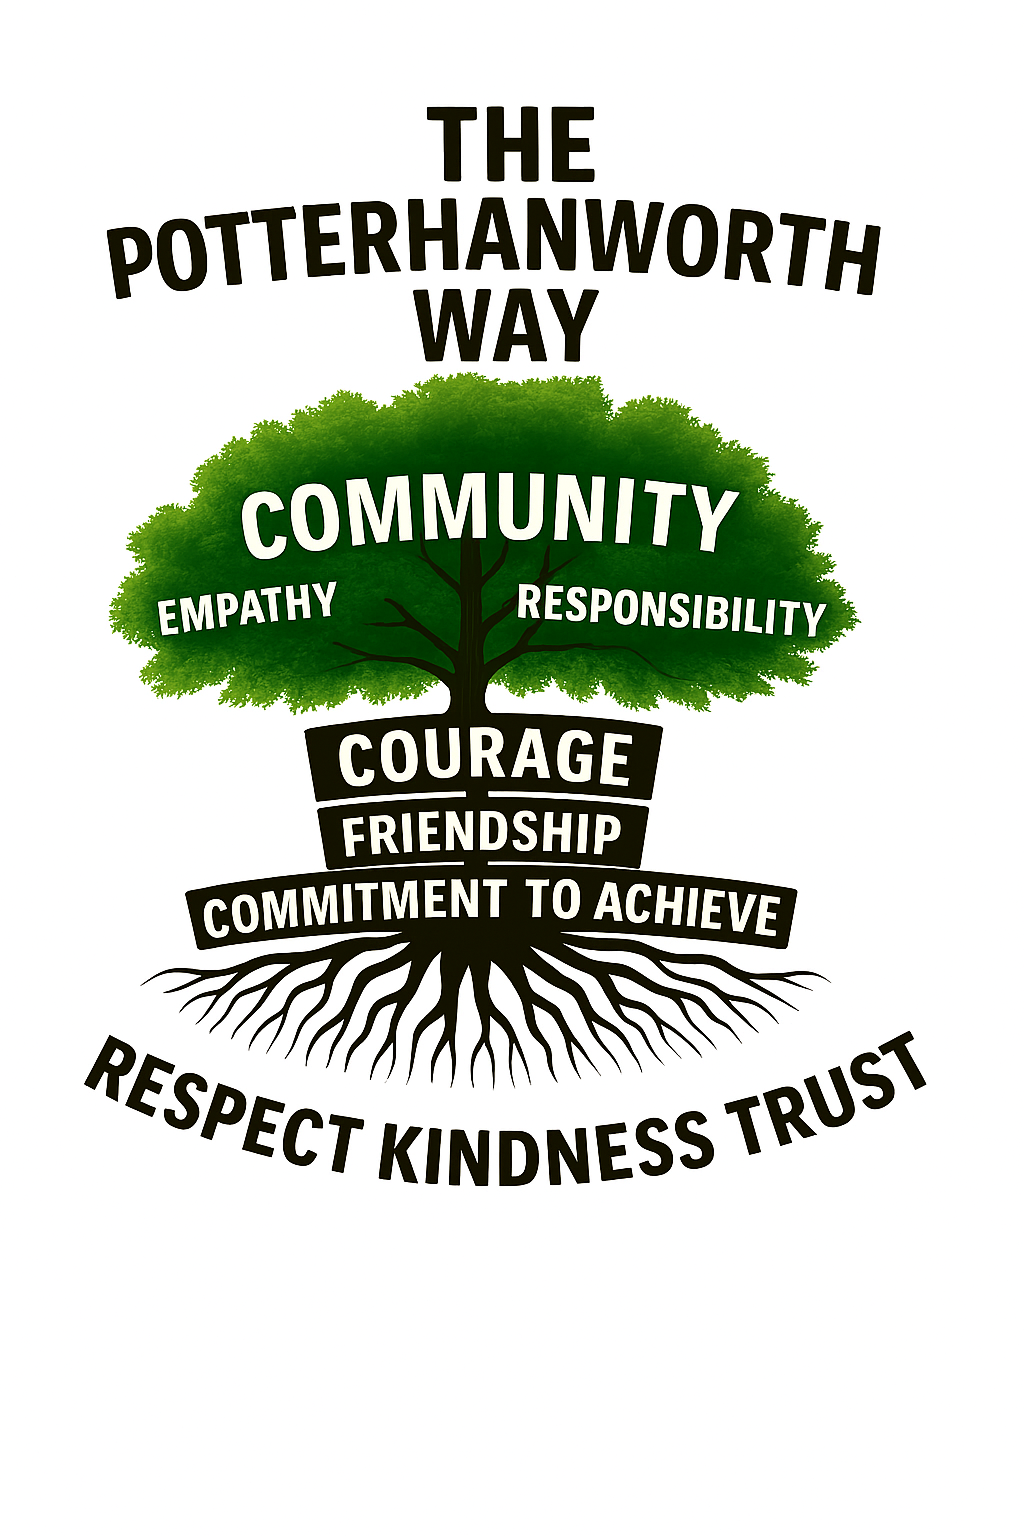 THE
POTTERHANWORTH
WAY
COMMUNITY
EMPATHY
RESPONSIBILITY
COURAGE
FRIENDSHIP
COMMITMENT TO ACHIEVE
RESPECT KINDNESS TRUST